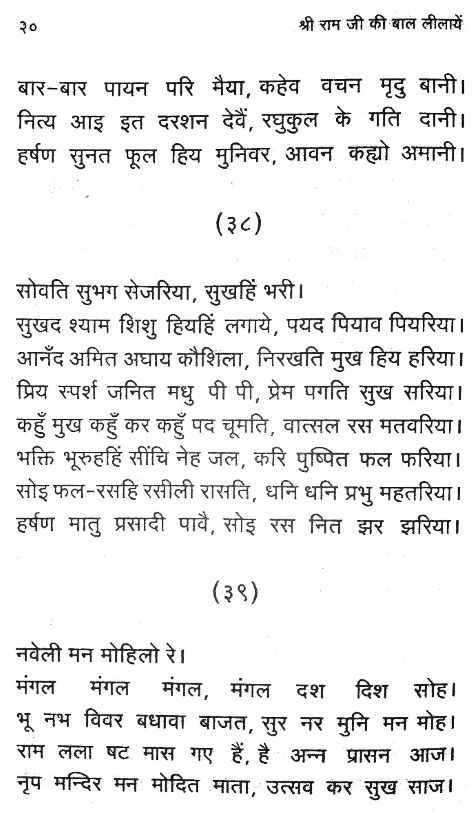 २० श्री राम जी की बाल लीलायें
बार-बार पायन परि मैया, कहेव वचन मृदु बानी।
नित्य आइ इत दरशन देवैं, रघुकुल के गति दानी।
हर्षण सुनत फूल हिय मुनिवर, आवन कह्यो अमानी।
(३८)
सोवति सुभग सेजरिया, सुखहिं भरी।
सुखद श्याम शिशु हियहिं लगाये, पयद पियाव पियरिया।
आनँद अमित अघाय कौशिला, निरखति मुख हिय हरिया।
प्रिय स्पर्श जनित मधु पी पी, प्रेम पगति सुख सरिया।
कहुँ मुख कहुँ कर कहुँ पद चूमति, वात्सल रस मतवरिया।
भक्ति भूरुहहिं सींचि नेह जल, करि पुष्पित फल फरिया।
सोइ फल-रसहि रसीली रासति, धनि धनि प्रभु महतरिया।
हर्षण मातु प्रसादी पावै, सोइ रस नित झर झरिया।
(३९)
नवेली मन मोहिलो रे।
मंगल मंगल मंगल, मंगल दश दिश सोह।
भू नभ विवर बधावा बाजत, सुर नर मुनि मन मोह।
राम लला षट मास गए हैं, है अन्न प्रासन आज।
नृप मन्दिर मन मोदित माता, उत्सव कर सुख साज।